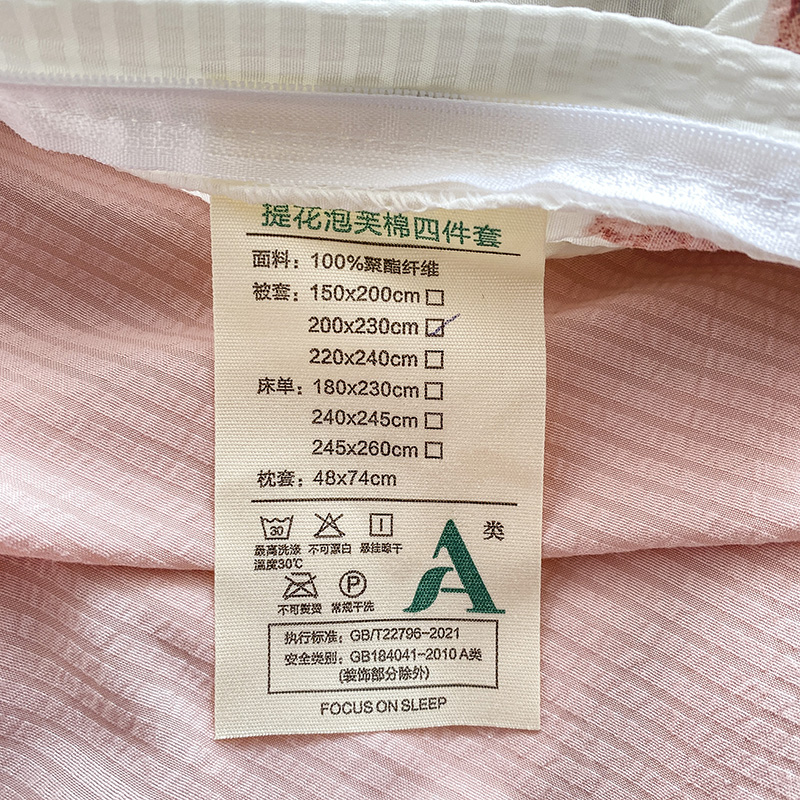 提花泡芙棉四件套
面料：100%聚酯纤维
被套：150x200cm
200x230cm
220x240cm
床单：180x230cm
240x245cm
245x260cm
枕套：48x74cm
30
最高洗涤
温度30℃
不可漂白
悬挂晾干
A类
不可熨烫
P
常规干洗
执行标准：GB/T22796-2021
安全类别：GB184041-2010 A类
(装饰部分除外)
FOCUS ON SLEEP